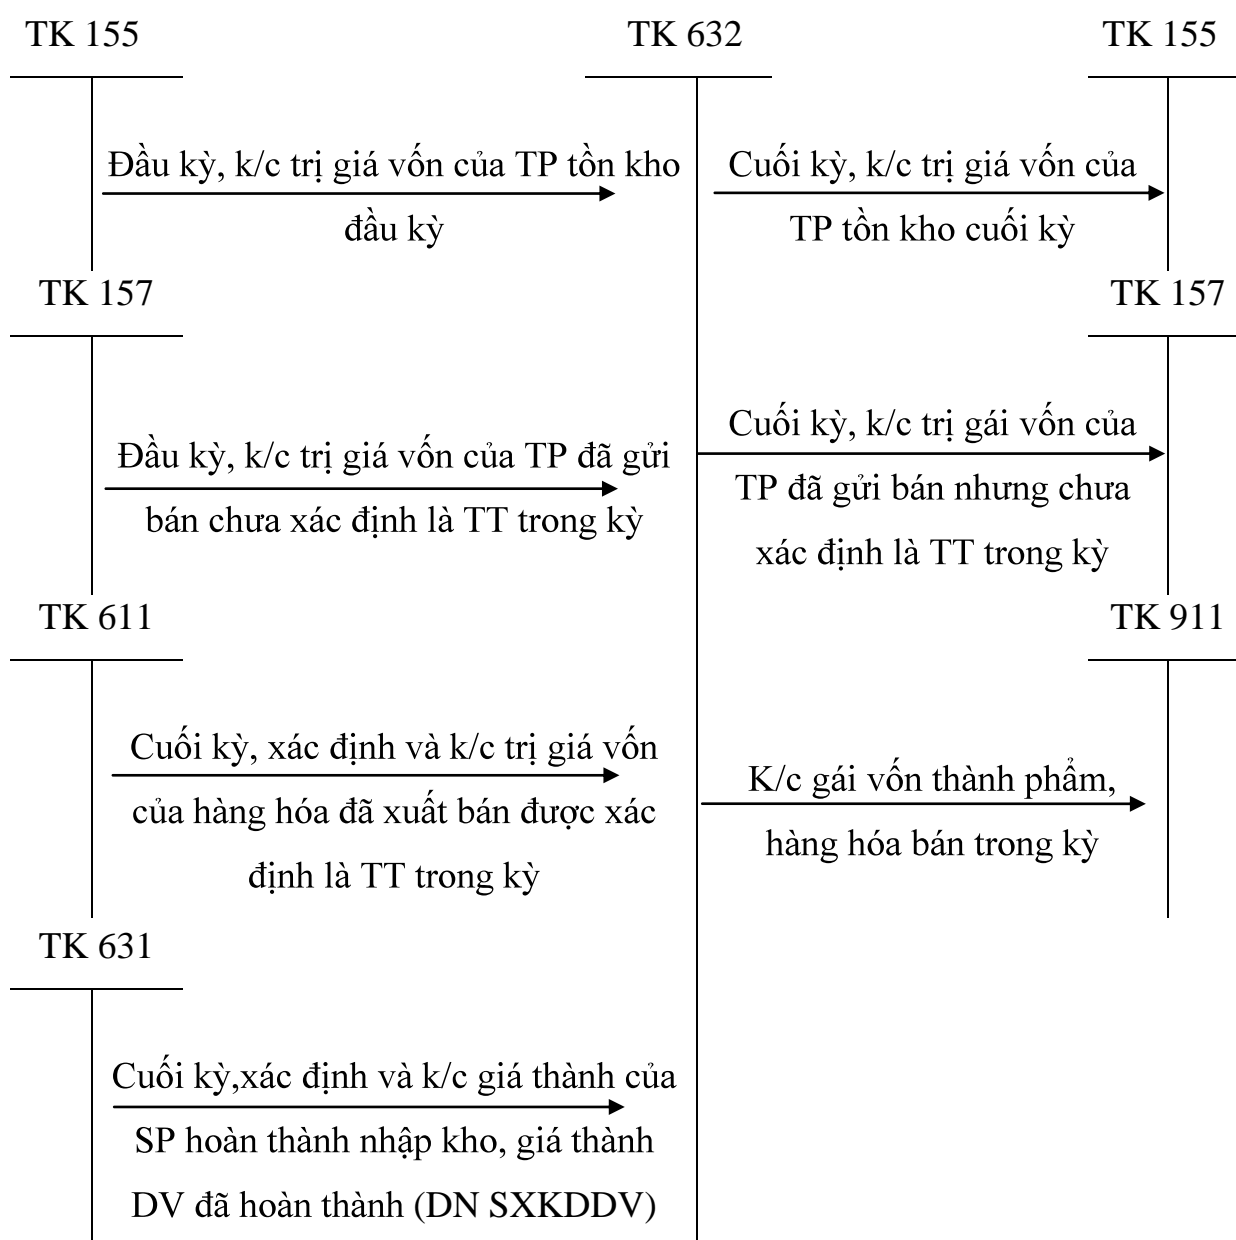 TK 155
TK 632
TK 155
Đầu kỳ, k/c trị giá vốn của TP tồn kho
đầu kỳ
Cuối kỳ, k/c trị giá vốn của
TP tồn kho cuối kỳ
TK 157
TK 157
Đầu kỳ, k/c trị giá vốn của TP đã gửi
bán chưa xác định là TT trong kỳ
Cuối kỳ, k/c trị gái vốn của
TP đã gửi bán nhưng chưa
xác định là TT trong kỳ
TK 611
TK 911
Cuối kỳ, xác định và k/c trị giá vốn
của hàng hóa đã xuất bán được xác
định là TT trong kỳ
K/c gái vốn thành phẩm,
hàng hóa bán trong kỳ
TK 631
Cuối kỳ,xác định và k/c giá thành của
SP hoàn thành nhập kho, giá thành
DV đã hoàn thành (DN SXKDDV)